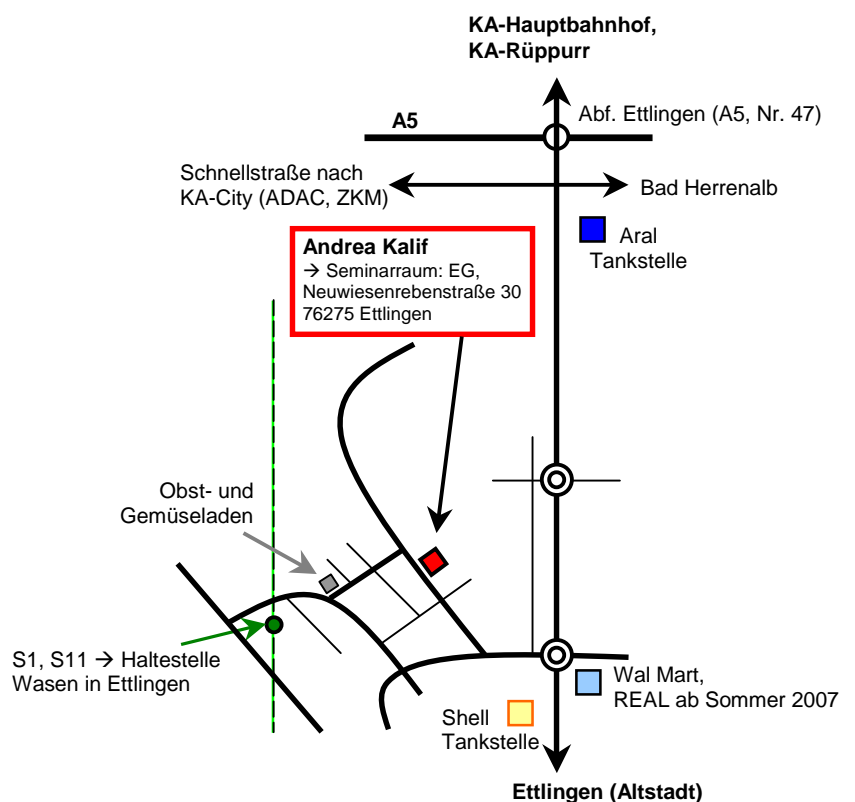 KA-Hauptbahnhof,
KA-Rüppurr
Abf. Ettlingen (A5, Nr. 47)
A5
Schnellstraße nach
KA-City (ADAC, ZKM)
Bad Herrenalb
Aral
Tankstelle
Andrea Kalif
→ Seminarraum: EG,
Neuwiesenrebenstraße 30
76275 Ettlingen
Obst- und
Gemüseladen
S1, S11 → Haltestelle
Wasen in Ettlingen
Wal Mart,
REAL ab Sommer 2007
Shell
Tankstelle
Ettlingen (Altstadt)